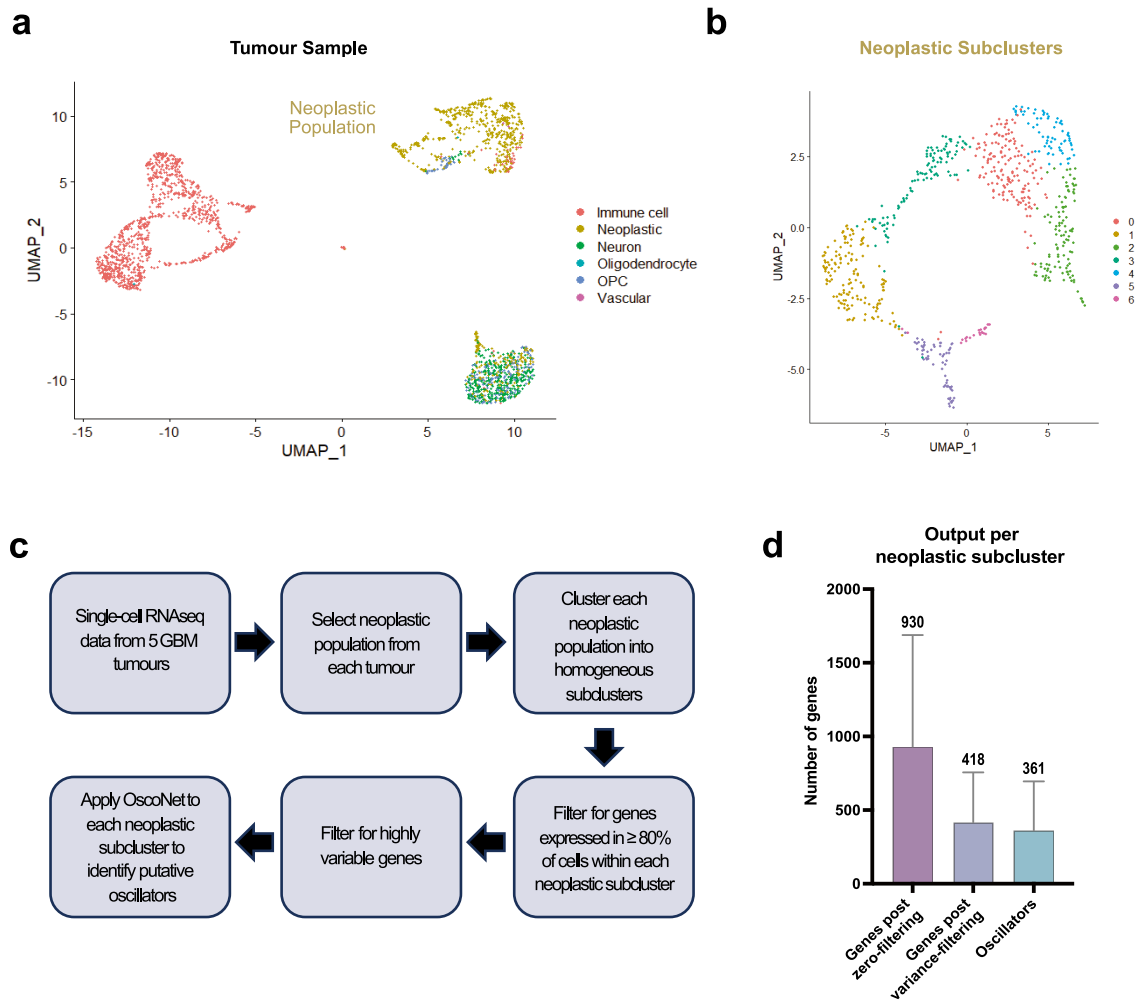 a
Tumour Sample
Neoplastic
Population
10
5
0
-5
-10
UMAP_2
-15
-10
-5
0
5
10
UMAP_1
Immune cell
Neoplastic
Neuron
Oligodendrocyte
OPC
Vascular
b
Neoplastic Subclusters
2.5
0.0
-2.5
-5.0
UMAP_2
-5
0
5
UMAP_1
0
1
2
3
4
5
6
c
Single-cell RNAseq
data from 5 GBM
tumours
Select neoplastic
population from
each tumour
Cluster each
neoplastic
population into
homogeneous
subclusters
Apply OscoNet to
each neoplastic
subcluster to
identify putative
oscillators
Filter for highly
variable genes
Filter for genes
expressed in ≥ 80%
of cells within each
neoplastic subcluster
d
Output per
neoplastic subcluster
2000
1500
1000
500
0
Number of genes
930
418
361
Genes post
zero-filtering
Genes post
variance-filtering
Oscillators